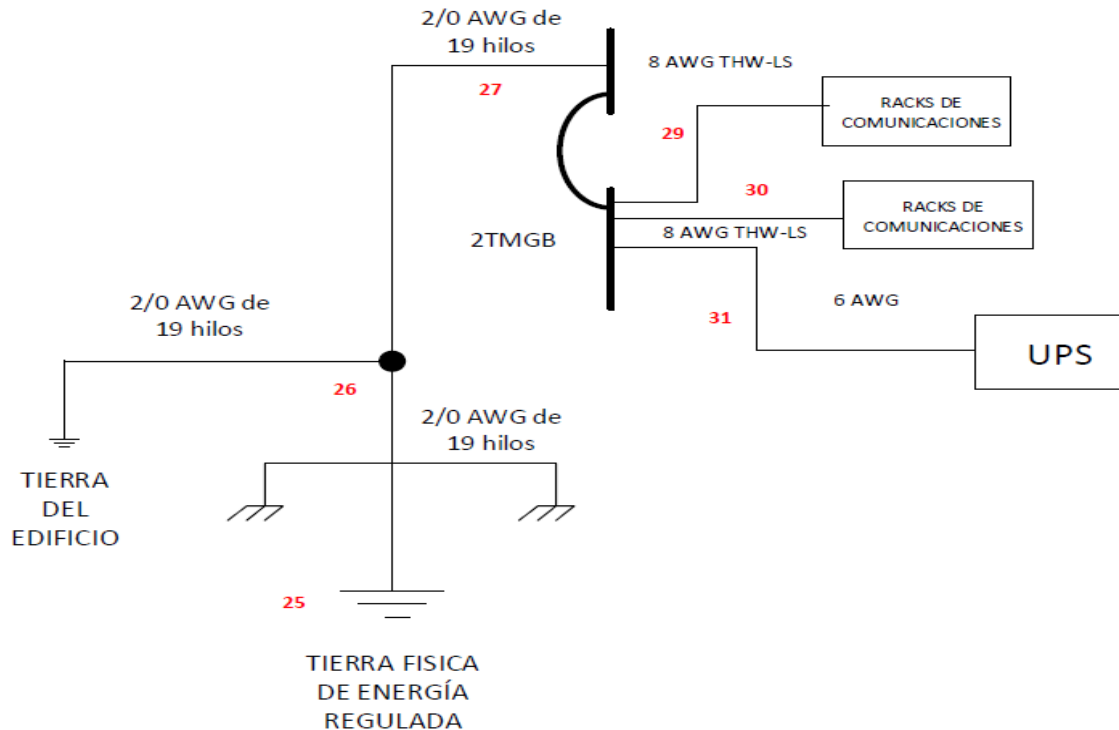 2/0 AWG de
19 hilos
27
8 AWG THW-LS
RACKS DE
COMUNICACIONES
29
30
RACKS DE
COMUNICACIONES
8 AWG THW-LS
2TMGB
31
6 AWG
UPS
2/0 AWG de
19 hilos
26
2/0 AWG de
19 hilos
TIERRA
DEL
EDIFICIO
25
TIERRA FISICA
DE ENERGÍA
REGULADA